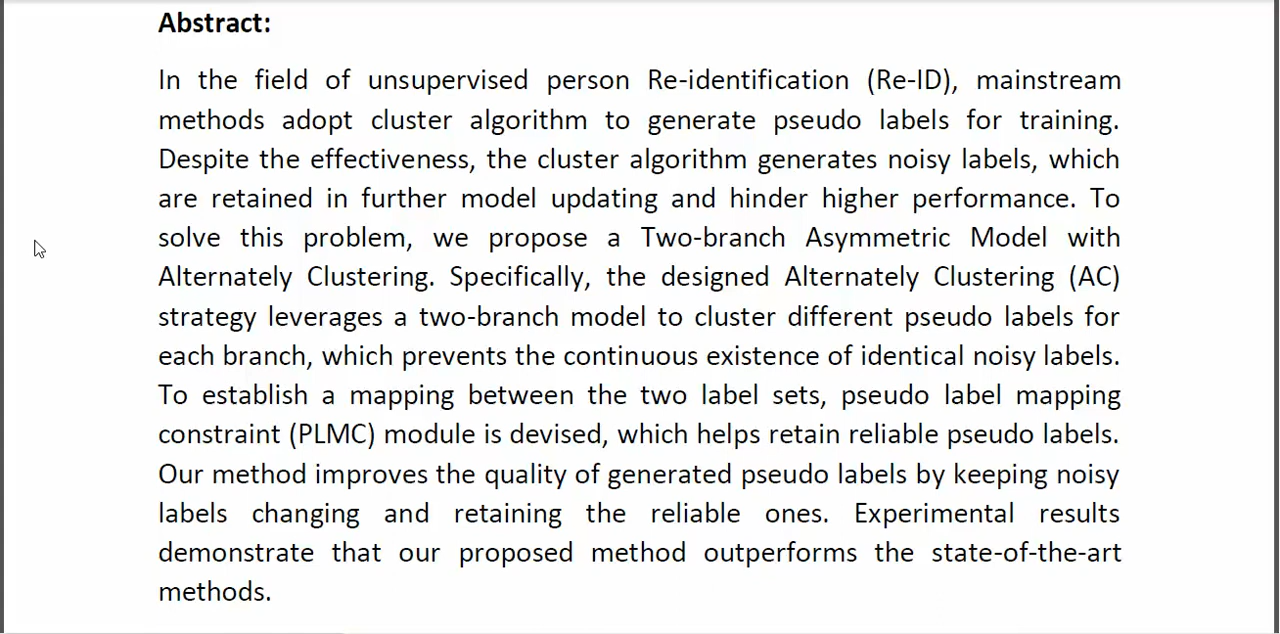 Abstract:
In the field of unsupervised person Re-identification (Re-ID), mainstream
methods adopt cluster algorithm to generate pseudo labels for training.
Despite the effectiveness, the cluster algorithm generates noisy labels, which
are retained in further model updating and hinder higher performance. To
solve this problem, we propose a Two-branch Asymmetric Model with
Alternately Clustering. Specifically, the designed Alternately Clustering (AC)
strategy leverages a two-branch model to cluster different pseudo labels for
each branch, which prevents the continuous existence of identical noisy labels.
To establish a mapping between the two label sets, pseudo label mapping
constraint (PLMC) module is devised, which helps retain reliable pseudo labels.
Our method improves the quality of generated pseudo labels by keeping noisy
labels changing and retaining the reliable ones. Experimental results
demonstrate that our proposed method outperforms the state-of-the-art
methods.